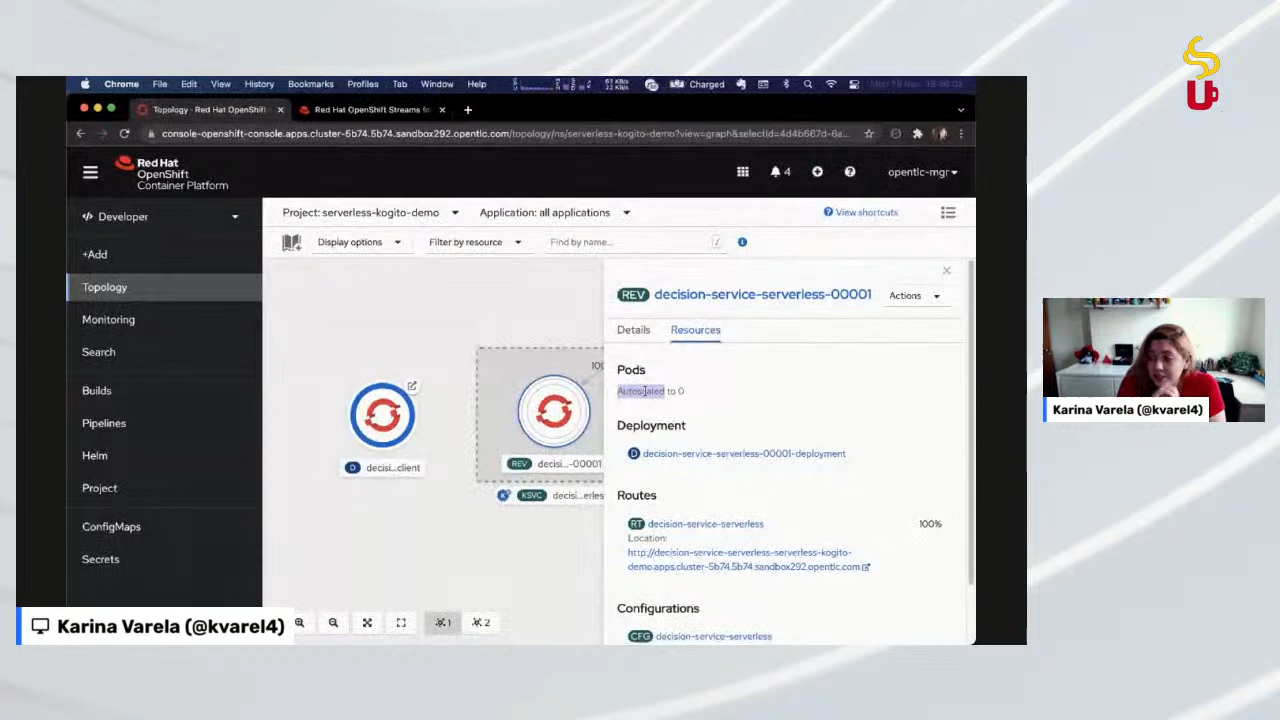 Chrome File Edit View History Bookmarks Profiles Tab Window Help
62 KB/s
22 KB/s
Charged
Topology · Red Hat OpenShift
Red Hat OpenShift Streams fo
console-openshift-console.apps.cluster-5b74.5b74.sandbox292.opentlc.com/topology/ns/serverless-kogito-demo?view=graph&selectId=4d4b667d-6a...
Red Hat
OpenShift
Container Platform
4
opentlc-mgr
Developer
+Add
Topology
Monitoring
Search
Builds
Pipelines
Helm
Project
ConfigMaps
Secrets
Project: serverless-kogito-demo
Application: all applications
View shortcuts
Display options
Filter by resource
Find by name...
/
D decisi...client
100
REV decisi...-00001
KSVC decisi...erles
1
2
REV decision-service-serverless-00001
Actions
Details
Resources
Pods
Autoscaled to 0
Deployment
D decision-service-serverless-00001-deployment
Routes
RT decision-service-serverless
100%
Location:
http://decision-service-serverless-serverless-kogito-
demo.apps.cluster-5b74.5b74.sandbox292.opentlc.com
Configurations
CFG decision-service-serverless
Karina Varela (@kvarel4)
Karina Varela (@kvarel4)